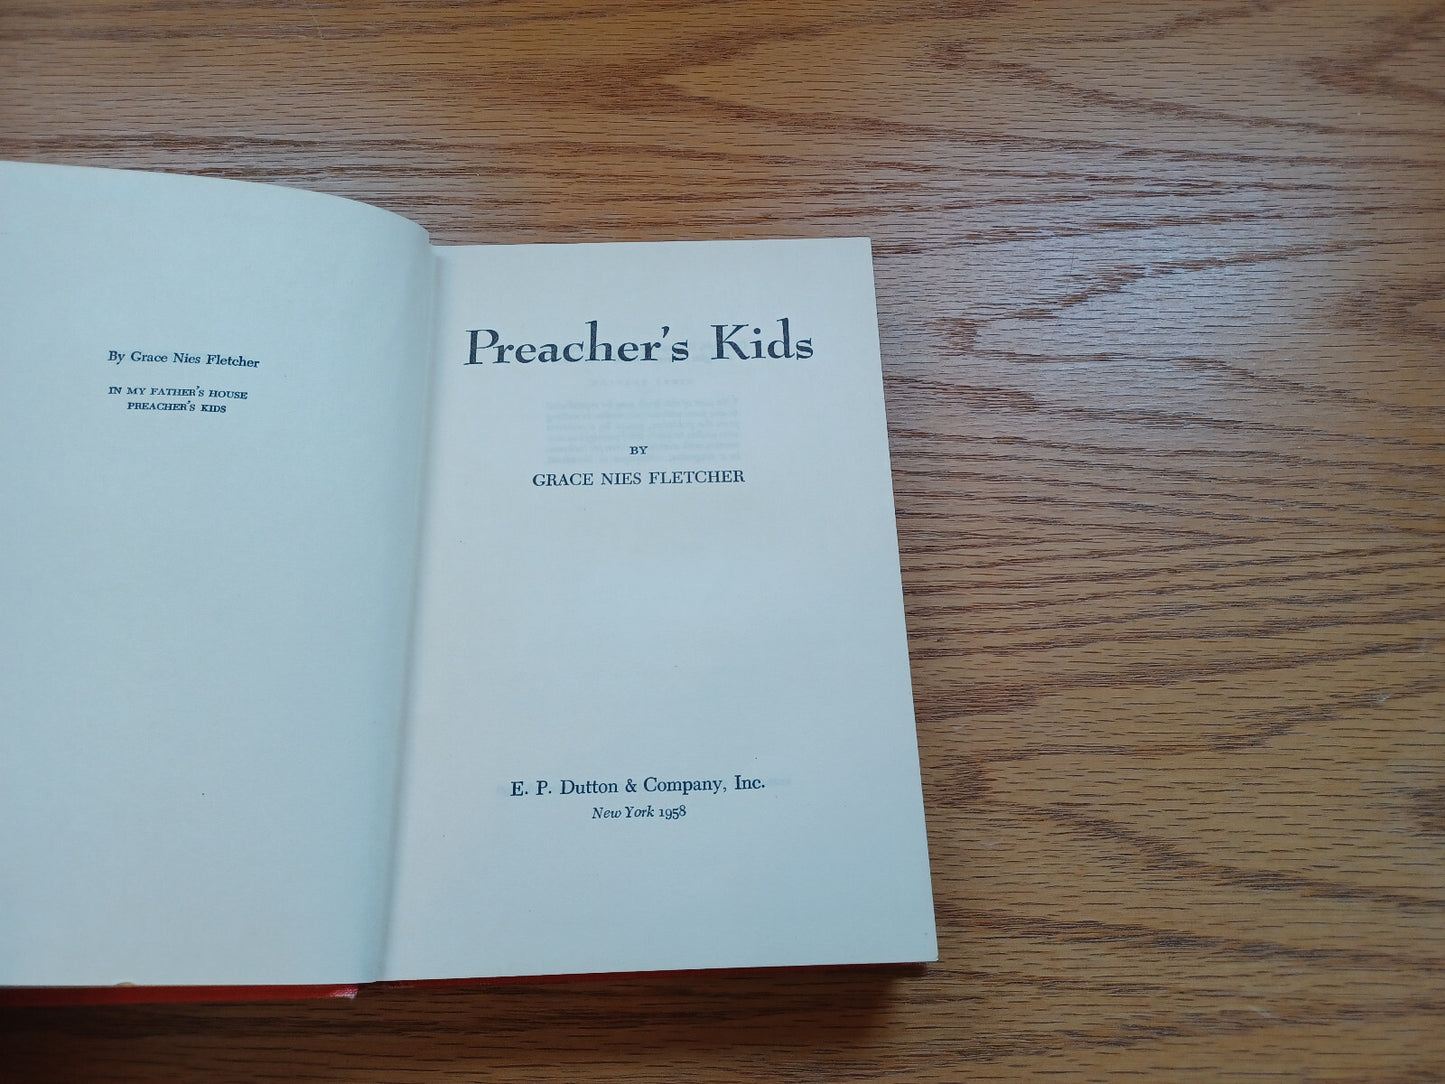 By Grace Nies Fletcher
IN MY FATHER'S HOUSE
PREACHER'S KIDS
Preacher's Kids
BY
GRACE NIES FLETCHER
E. P. Dutton & Company, Inc.
New York 1958